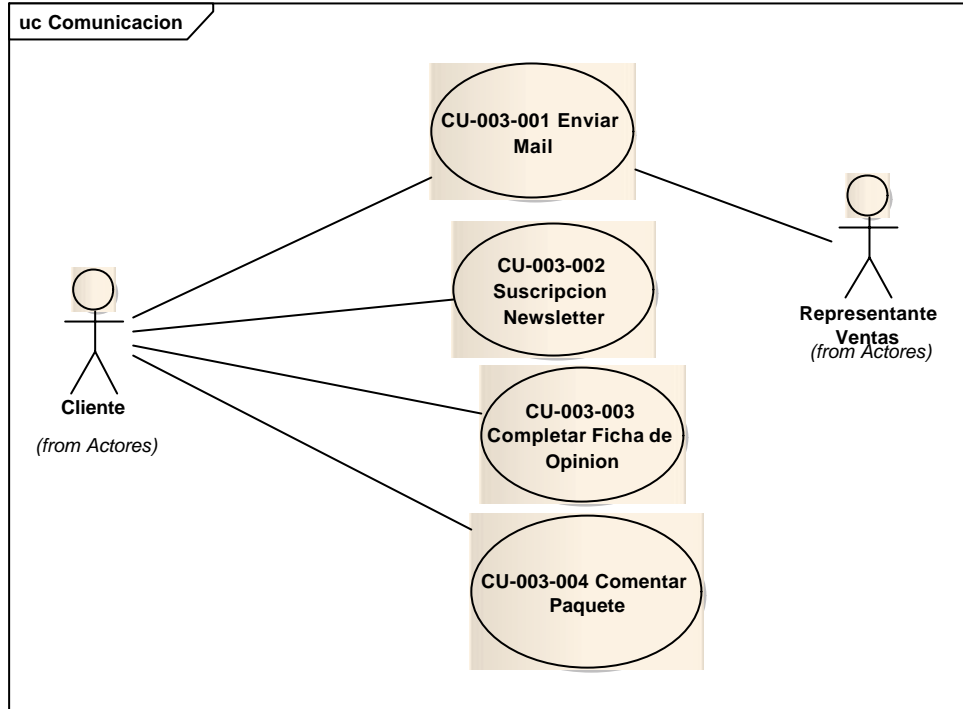 uc Comunicacion
CU-003-001 Enviar
Mail
CU-003-002
Suscripcion
Newsletter
Representante
Ventas
(from Actores)
Cliente
(from Actores)
CU-003-003
Completar Ficha de
Opinion
CU-003-004 Comentar
Paquete